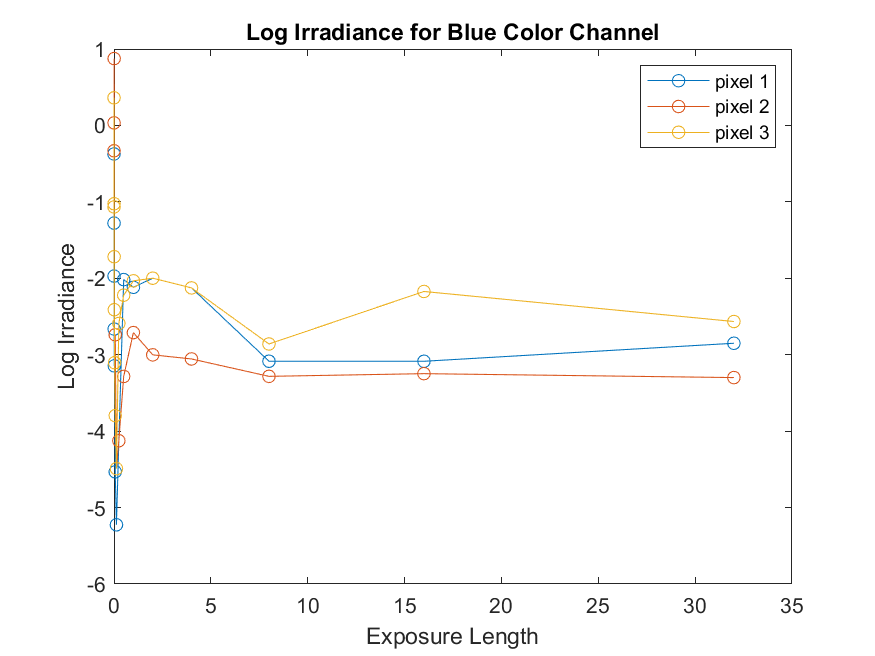 Log Irradiance for Blue Color Channel
1
0
-1
-2
-3
-4
-5
-6
Log Irradiance
pixel 1
pixel 2
pixel 3
0 5 10 15 20 25 30 35
Exposure Length